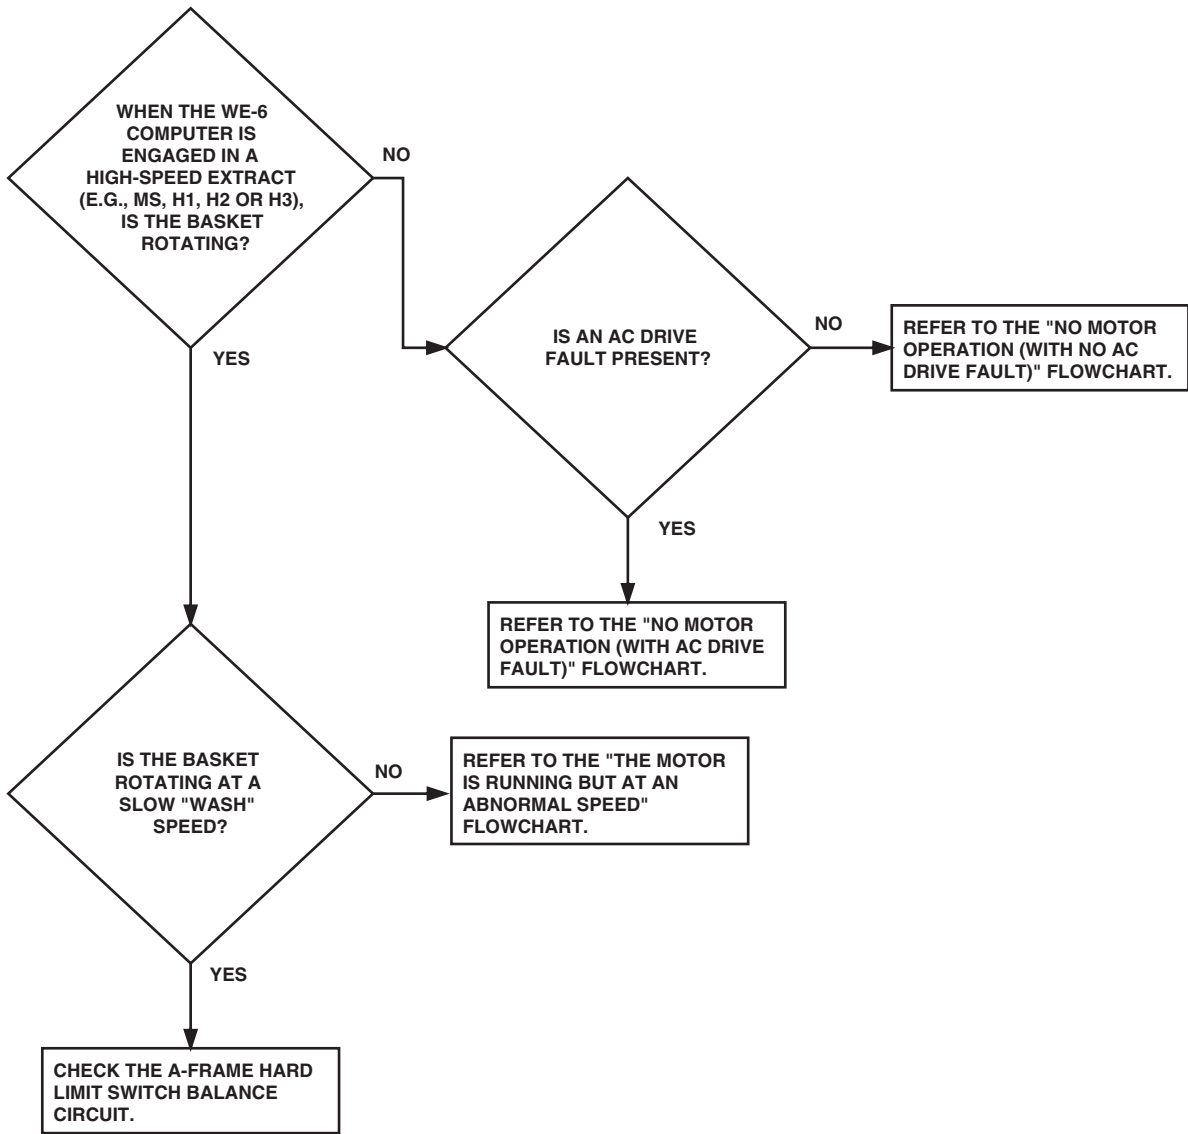 WHEN THE WE-6
COMPUTER IS
ENGAGED IN A
HIGH-SPEED EXTRACT
(E.G., MS, H1, H2 OR H3),
IS THE BASKET
ROTATING?
NO
YES
IS AN AC DRIVE
FAULT PRESENT?
NO
REFER TO THE "NO MOTOR
OPERATION (WITH NO AC
DRIVE FAULT)" FLOWCHART.
YES
REFER TO THE "NO MOTOR
OPERATION (WITH AC DRIVE
FAULT)" FLOWCHART.
IS THE BASKET
ROTATING AT A
SLOW "WASH"
SPEED?
NO
REFER TO THE "THE MOTOR
IS RUNNING BUT AT AN
ABNORMAL SPEED"
FLOWCHART.
YES
CHECK THE A-FRAME HARD
LIMIT SWITCH BALANCE
CIRCUIT.